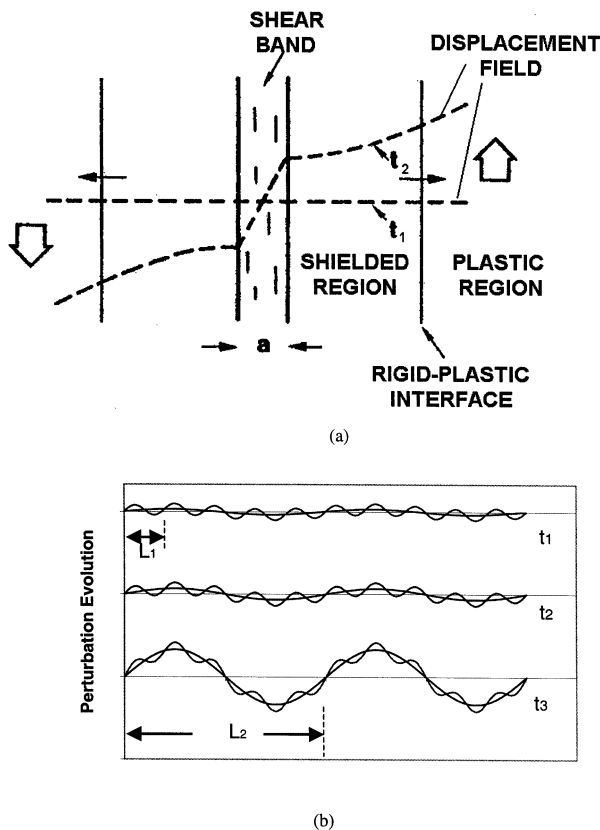 SHEAR
BAND
DISPLACEMENT
FIELD
t2
t1
SHIELDED
REGION
PLASTIC
REGION
a
RIGID-PLASTIC
INTERFACE
(a)
Perturbation Evolution
L1
t1
t2
t3
L2
(b)